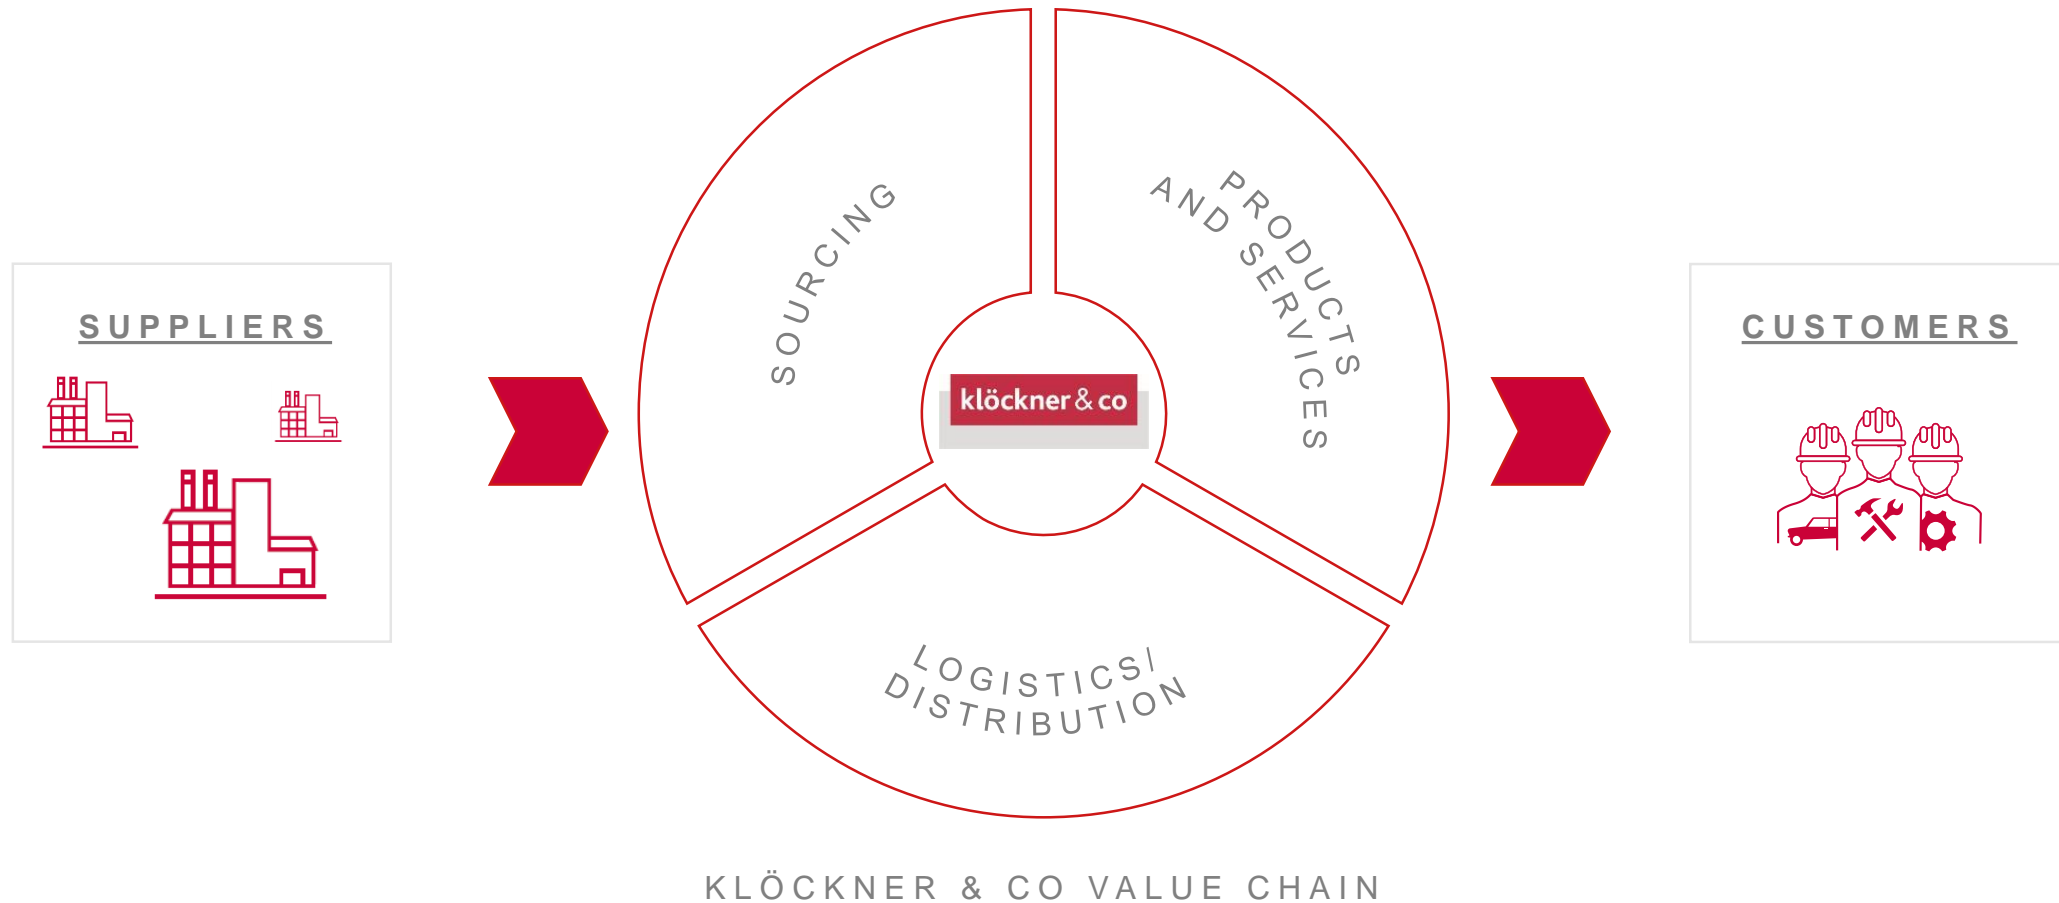 SUPPLIERS
SOURCING
PRODUCTS
AND SERVICES
klöckner & co
LOGISTICS/
DISTRIBUTION
CUSTOMERS
KLÖCKNER & CO VALUE CHAIN